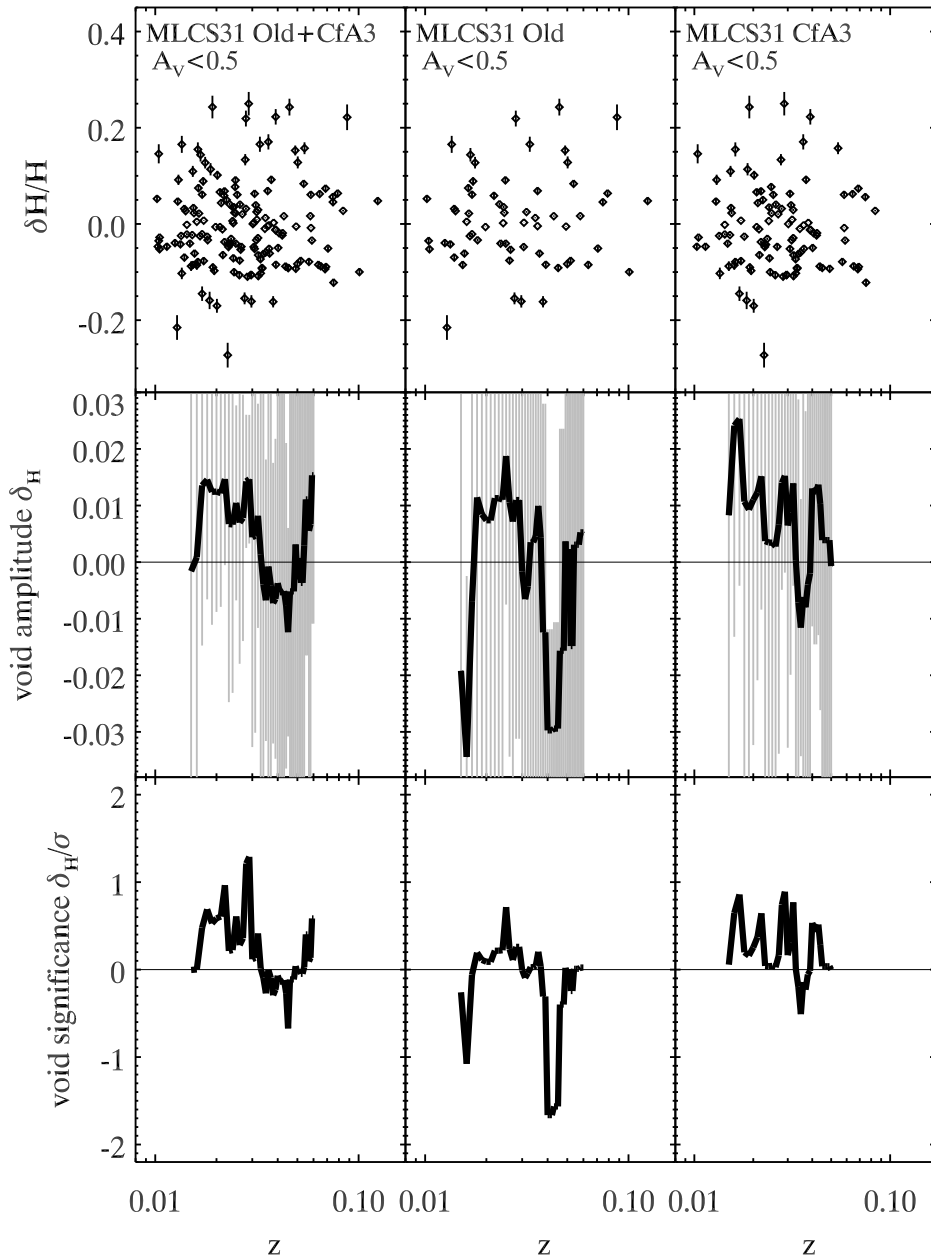 MLCS31 Old+CfA3
A_V<0.5
MLCS31 Old
A_V<0.5
MLCS31 CfA3
A_V<0.5
δH/H
0.4
0.2
0.0
-0.2
void amplitude δ_H
0.03
0.02
0.01
0.00
-0.01
-0.02
-0.03
void significance δ_H/σ
2
1
0
-1
-2
0.01
0.10
0.01
0.10
0.01
0.10
z
z
z